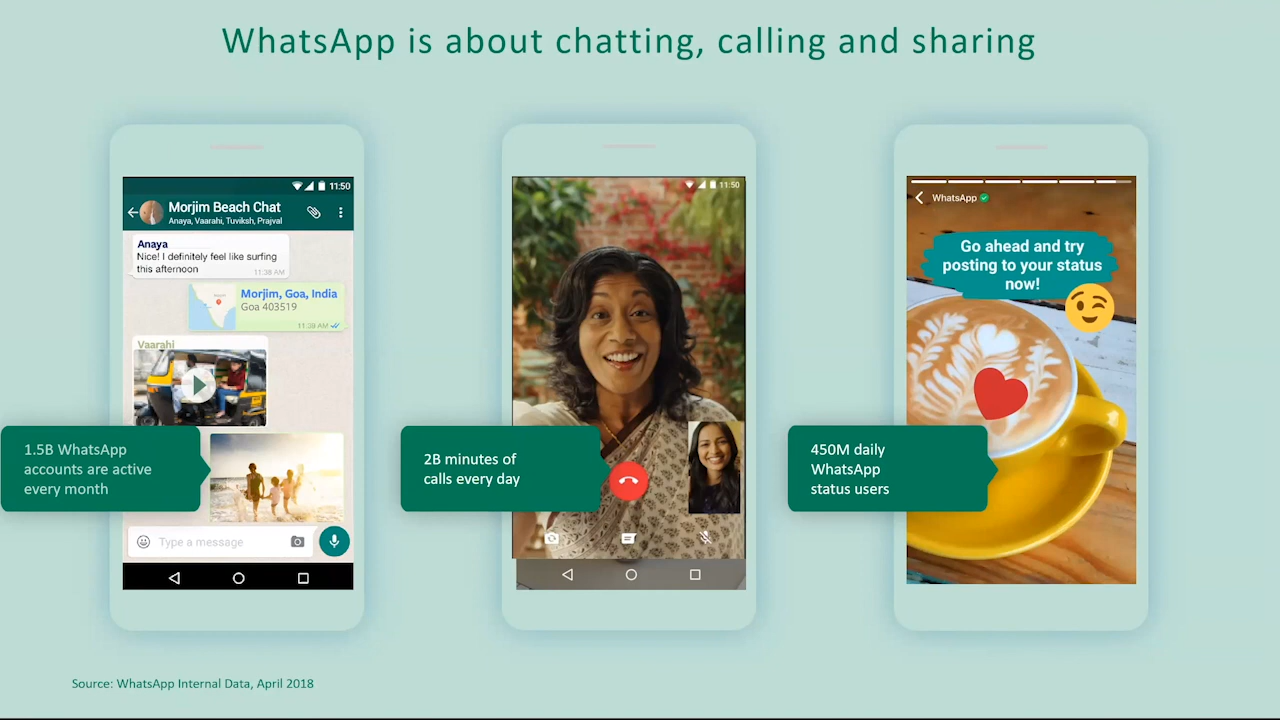 WhatsApp is about chatting, calling and sharing
11:50
Morjim Beach Chat
Anaya, Vaarahi, Tuviksh, Prajval
Anaya
Nice! I definitely feel like surfing
this afternoon
11:38 AM
Morjim, Goa, India
Goa 403519
11:39 AM
Vaarahi
Type a message
1.5B WhatsApp
accounts are active
every month
11:50
2B minutes of
calls every day
WhatsApp
Go ahead and try
posting to your status
now!
450M daily
WhatsApp
status users
Source: WhatsApp Internal Data, April 2018